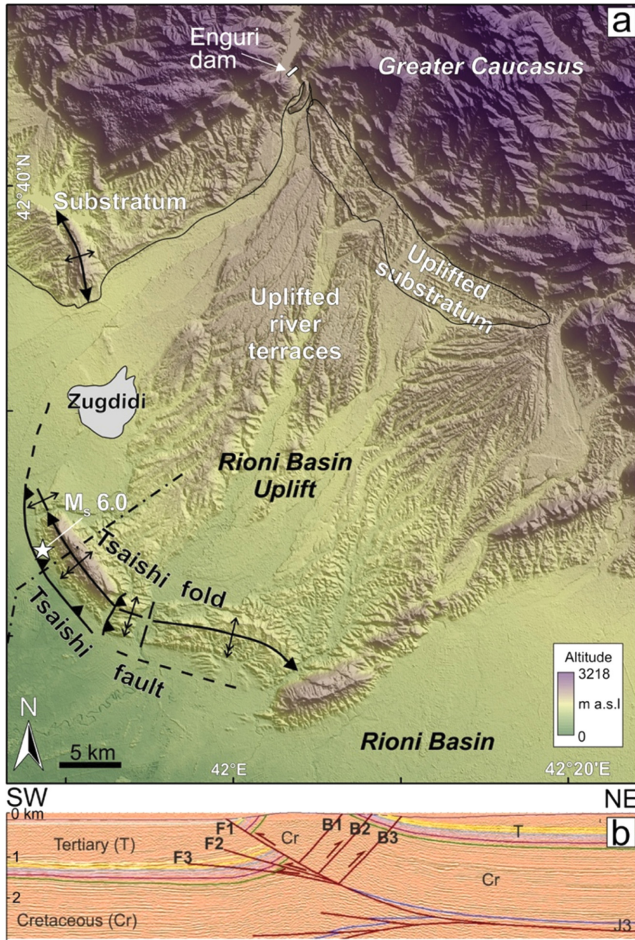 a
Enguri
dam
Greater Caucasus
42°40'N
Substratum
Uplifted
substratum
Uplifted
river
terraces
Zugdidi
Rioni Basin
Uplift
Ms 6.0
Tsaishi fold
Tsaishi
fault
Altitude
3218
m a.s.l
0
N
5 km
Rioni Basin
42°E
42°20'E
SW
NE
0 km
b
F1
B1
B2
B3
T
Tertiary (T)
F2
Cr
1
F3
Cr
2
Cretaceous (Cr)
J3